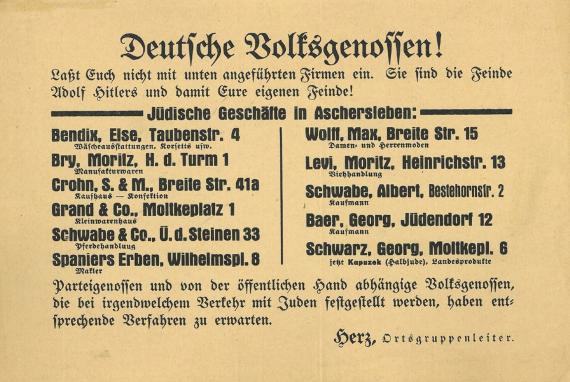 Deutsche Volksgenossen!
Laßt Euch nicht mit unten angeführten Firmen ein. Sie sind die Feinde
Adolf Hitlers und damit Eure eigenen Feinde!
Jüdische Geschäfte in Aschersleben:
Bendix, Else, Taubenstr. 4
Wäscheausstattungen, Korsetts usw.
Bry, Moritz, H. d. Turm 1
Manufakturwaren
Crohn, S. & M., Breite Str. 41a
Kaufhaus — Konfektion
Grand & Co., Moltkeplatz 1
Kleinwarenhaus
Schwabe & Co., Ü. d. Steinen 33
Pferdehandlung
Spaniers Erben, Wilhelmspl. 8
Makler
Wolff, Max, Breite Str. 15
Damen- und Herrenmoden
Levi, Moritz, Heinrichstr. 13
Viehhandlung
Schwabe, Albert, Bestehornstr. 2
Kaufmann
Baer, Georg, Jüdendorf 12
Kaufmann
Schwarz, Georg, Moltkepl. 6
jetzt Kapuzek (Halbjude), Landesprodukte
Parteigenossen und von der öffentlichen Hand abhängige Volksgenossen,
die bei irgendwelchem Verkehr mit Juden festgestellt werden, haben ent-
sprechende Verfahren zu erwarten.
Herz, Ortsgruppenleiter.